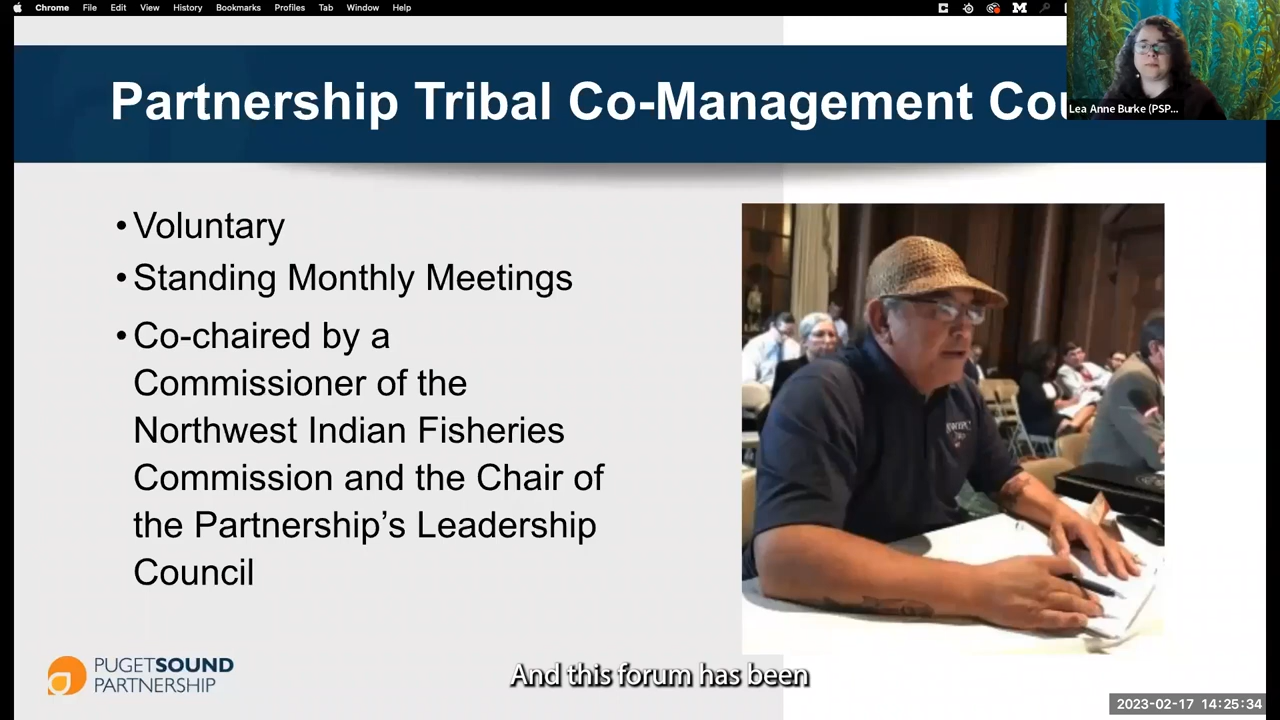 Chrome File Edit View History Bookmarks Profiles Tab Window Help
Partnership Tribal Co-Management Cou
Lea Anne Burke (PSP...
•Voluntary
•Standing Monthly Meetings
•Co-chaired by a
Commissioner of the
Northwest Indian Fisheries
Commission and the Chair of
the Partnership’s Leadership
Council
PUGETSOUND
PARTNERSHIP
And this forum has been
2023-02-17 14:25:34